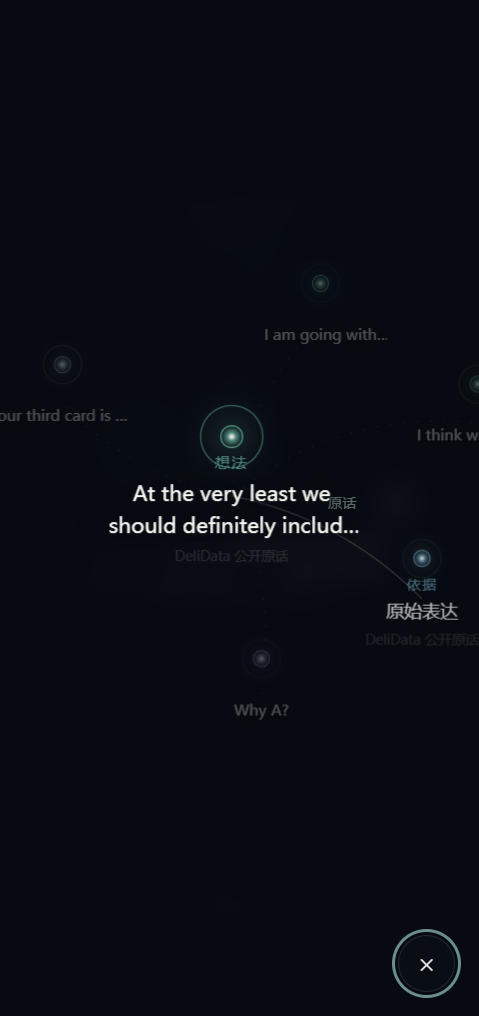 I am going with...
our third card is ...
I think w
想法
At the very least we
should definitely includ...
原话
DeliData 公开原话
依据
原始表达
DeliData 公开原话
Why A?